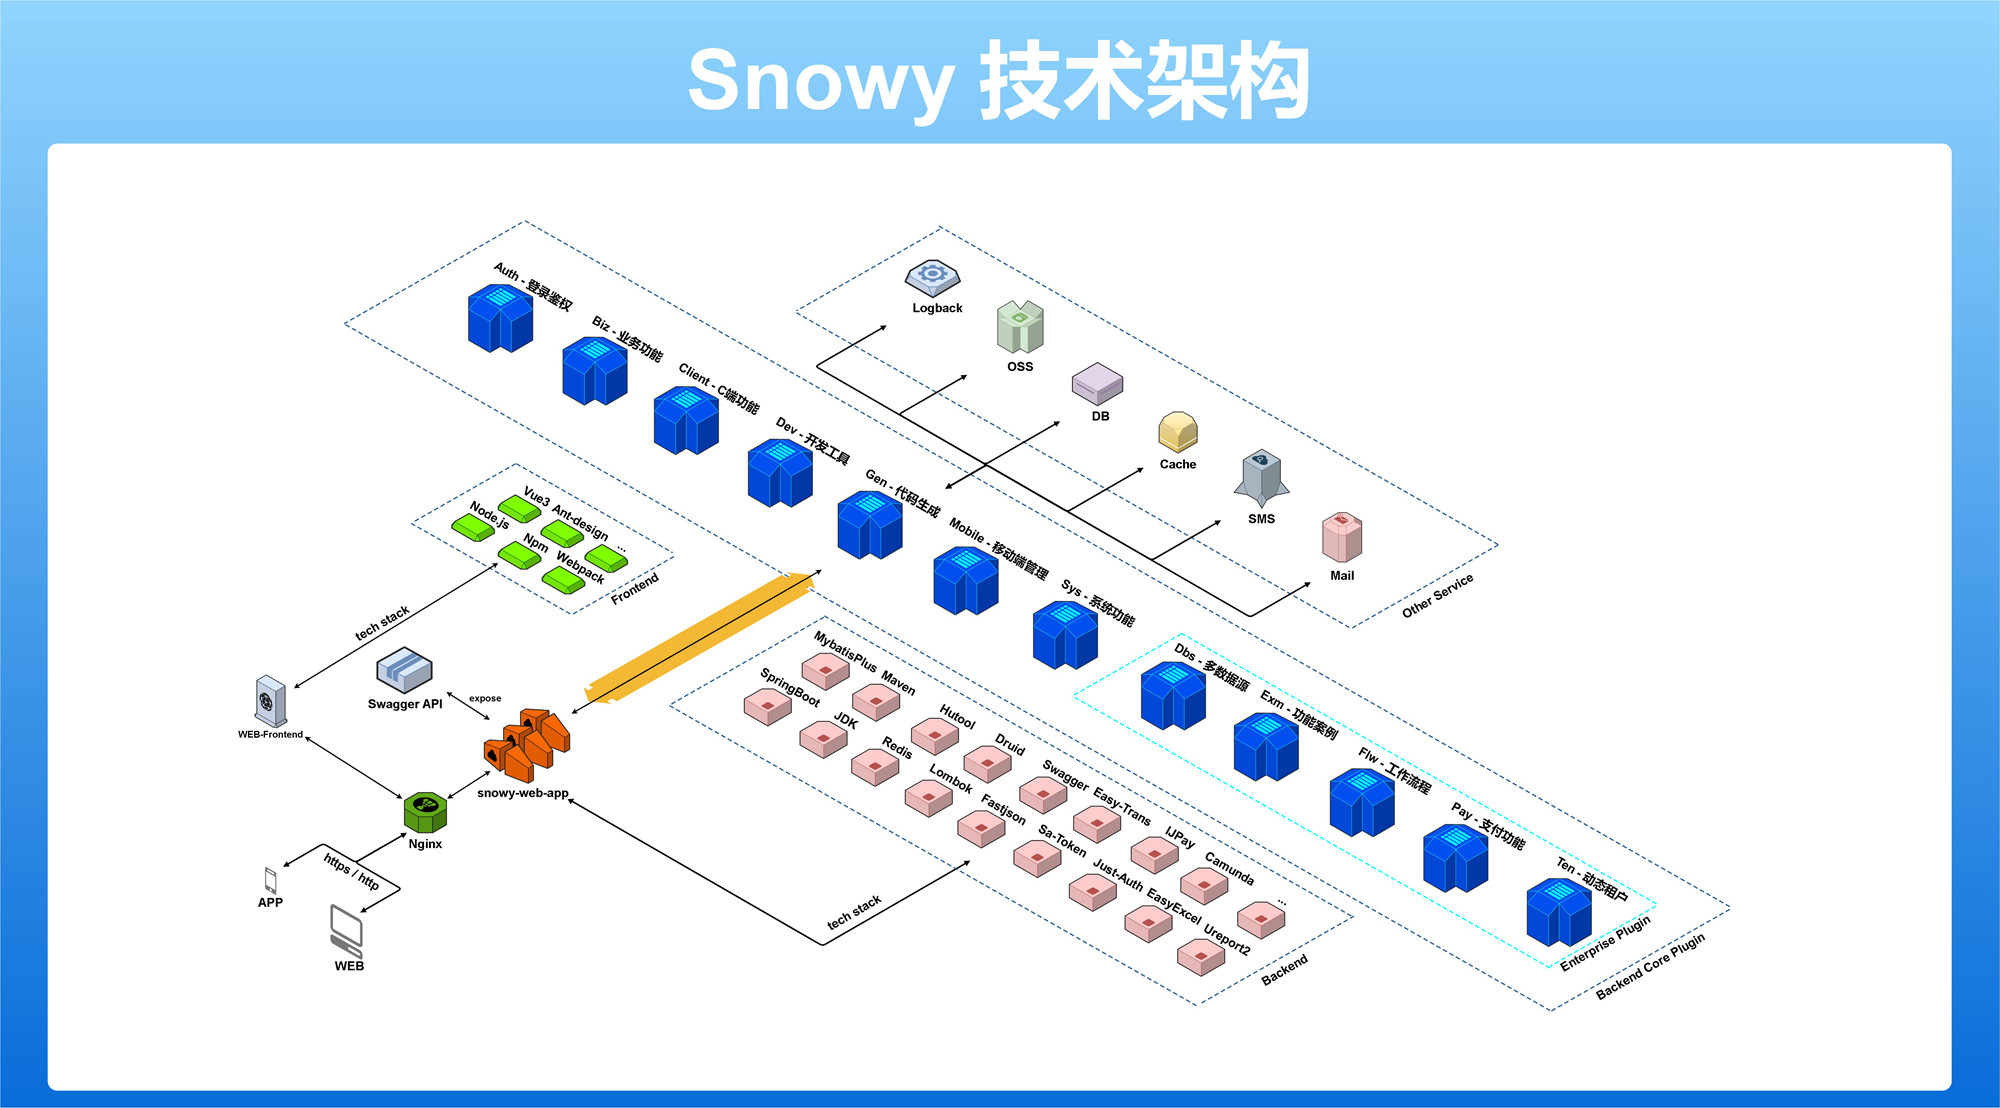 Snowy 技术架构
Auth - 登录鉴权
Biz - 业务功能
Client - C端功能
Dev - 开发工具
Gen - 代码生成
Mobile - 移动端管理
Sys - 系统功能
Dbs - 多数据源
Exm - 功能案例
Flw - 工作流程
Pay - 支付功能
Ten - 动态租户
Enterprise Plugin
Backend Core Plugin
Logback
OSS
DB
Cache
SMS
Mail
Other Service
Vue3
Node.js
Ant-design
Npm
...
Webpack
Frontend
tech stack
Swagger API
expose
WEB-Frontend
snowy-web-app
Nginx
https / http
APP
WEB
MybatisPlus
Maven
SpringBoot
JDK
Hutool
Redis
Druid
Lombok
Swagger
Fastjson
Easy-Trans
Sa-Token
IJPay
Just-Auth
Camunda
EasyExcel
...
Ureport2
Backend
tech stack